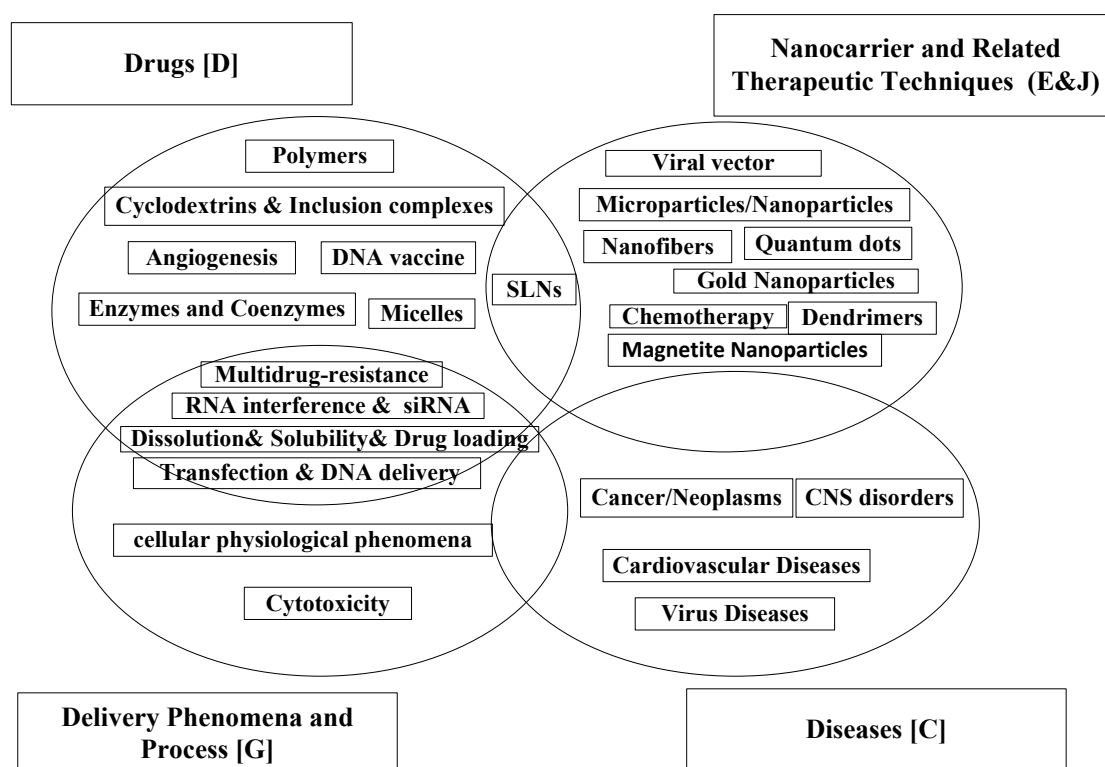 Drugs [D]
Nanocarrier and Related
Therapeutic Techniques (E&J)
Polymers
Cyclodextrins & Inclusion complexes
Angiogenesis
DNA vaccine
Enzymes and Coenzymes
Micelles
SLNs
Viral vector
Microparticles/Nanoparticles
Nanofibers
Quantum dots
Gold Nanoparticles
Chemotherapy
Dendrimers
Magnetite Nanoparticles
Multidrug-resistance
RNA interference & siRNA
Dissolution& Solubility& Drug loading
Transfection & DNA delivery
cellular physiological phenomena
Cytotoxicity
Cancer/Neoplasms
CNS disorders
Cardiovascular Diseases
Virus Diseases
Delivery Phenomena and
Process [G]
Diseases [C]